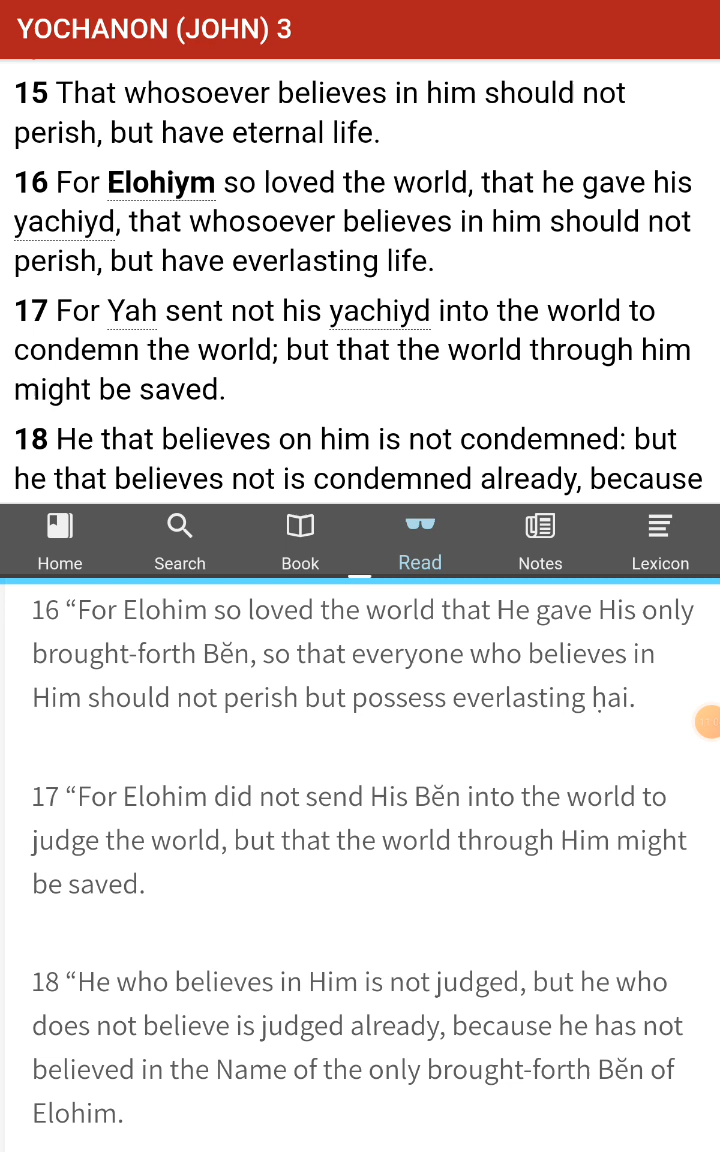 YOCHANON (JOHN) 3
15 That whosoever believes in him should not
perish, but have eternal life.
16 For Elohiym so loved the world, that he gave his
yachiyd, that whosoever believes in him should not
perish, but have everlasting life.
17 For Yah sent not his yachiyd into the world to
condemn the world; but that the world through him
might be saved.
18 He that believes on him is not condemned: but
he that believes not is condemned already, because
Home Search Book Read Notes Lexicon
16 “For Elohim so loved the world that He gave His only
brought-forth Bĕn, so that everyone who believes in
Him should not perish but possess everlasting ḥai.
17 “For Elohim did not send His Bĕn into the world to
judge the world, but that the world through Him might
be saved.
18 “He who believes in Him is not judged, but he who
does not believe is judged already, because he has not
believed in the Name of the only brought-forth Bĕn of
Elohim.